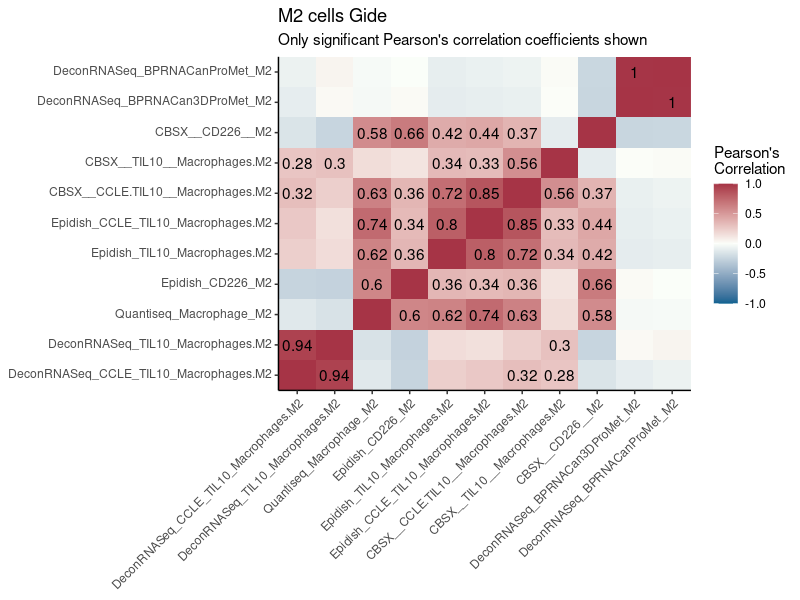 M2 cells Gide
Only significant Pearson's correlation coefficients shown
DeconRNASeq_BPRNACanProMet_M2 1
DeconRNASeq_BPRNACan3DProMet_M2 1
CBSX__CD226__M2 0.58 0.66 0.42 0.44 0.37
CBSX__TIL10__Macrophages.M2 0.28 0.3 0.34 0.33 0.56
CBSX__CCLE.TIL10__Macrophages.M2 0.32 0.63 0.36 0.72 0.85 0.56 0.37
Epidish_CCLE_TIL10_Macrophages.M2 0.74 0.34 0.8 0.85 0.33 0.44
Epidish_TIL10_Macrophages.M2 0.62 0.36 0.8 0.72 0.34 0.42
Epidish_CD226_M2 0.6 0.36 0.34 0.36 0.66
Quantiseq_Macrophage_M2 0.6 0.62 0.74 0.63 0.58
DeconRNASeq_TIL10_Macrophages.M2 0.94 0.3
DeconRNASeq_CCLE_TIL10_Macrophages.M2 0.94 0.32 0.28
DeconRNASeq_CCLE_TIL10_Macrophages.M2
DeconRNASeq_TIL10_Macrophages.M2
Quantiseq_Macrophage_M2
Epidish_CD226_M2
Epidish_TIL10_Macrophages.M2
Epidish_CCLE_TIL10_Macrophages.M2
CBSX__CCLE.TIL10__Macrophages.M2
CBSX__TIL10__Macrophages.M2
CBSX__CD226__M2
DeconRNASeq_BPRNACan3DProMet_M2
DeconRNASeq_BPRNACanProMet_M2
Pearson's
Correlation
1.0
0.5
0.0
-0.5
-1.0